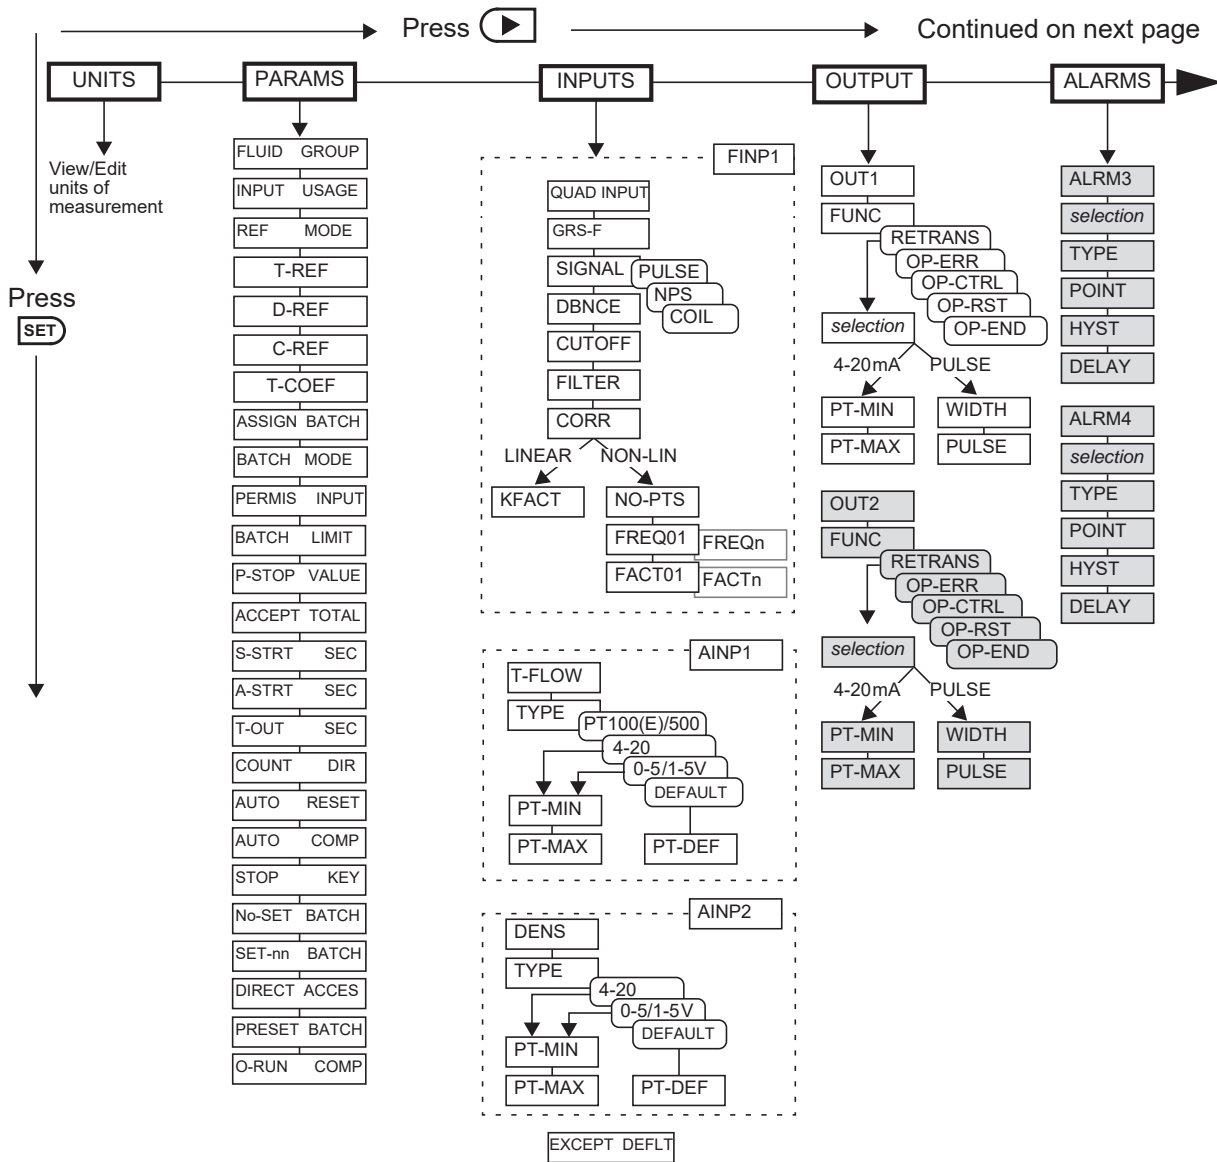 Press
Continued on next page
Press
SET
UNITS
View/Edit
units of
measurement
PARAMS
FLUID GROUP
INPUT USAGE
REF MODE
T-REF
D-REF
C-REF
T-COEF
ASSIGN BATCH
BATCH MODE
PERMIS INPUT
BATCH LIMIT
P-STOP VALUE
ACCEPT TOTAL
S-STRT SEC
A-STRT SEC
T-OUT SEC
COUNT DIR
AUTO RESET
AUTO COMP
STOP KEY
No-SET BATCH
SET-nn BATCH
DIRECT ACCES
PRESET BATCH
O-RUN COMP
INPUTS
FINP1
QUAD INPUT
GRS-F
SIGNAL
PULSE
NPS
COIL
DBNCE
CUTOFF
FILTER
CORR
LINEAR
NON-LIN
KFACT
NO-PTS
FREQ01
FREQn
FACT01
FACTn
AINP1
T-FLOW
TYPE
PT100(E)/500
4-20
0-5/1-5V
DEFAULT
PT-MIN
PT-MAX
PT-DEF
AINP2
DENS
TYPE
4-20
0-5/1-5V
DEFAULT
PT-MIN
PT-MAX
PT-DEF
EXCEPT DEFLT
OUTPUT
OUT1
FUNC
RETRANS
OP-ERR
OP-CTRL
OP-RST
OP-END
selection
4-20mA
PULSE
PT-MIN
WIDTH
PT-MAX
PULSE
OUT2
FUNC
RETRANS
OP-ERR
OP-CTRL
OP-RST
OP-END
selection
4-20mA
PULSE
PT-MIN
WIDTH
PT-MAX
PULSE
ALARMS
ALRM3
selection
TYPE
POINT
HYST
DELAY
ALRM4
selection
TYPE
POINT
HYST
DELAY